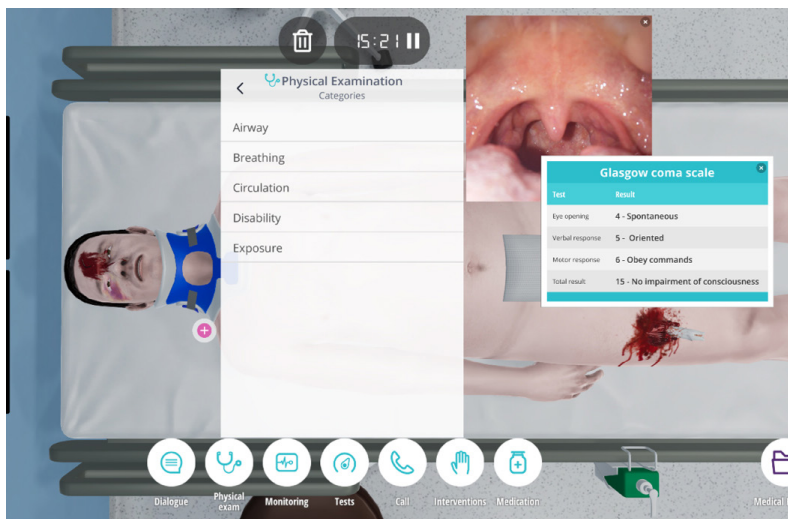 15:21
Physical Examination
Categories
Airway
Breathing
Circulation
Disability
Exposure
Glasgow coma scale
Test Result
Eye opening 4 - Spontaneous
Verbal response 5 - Oriented
Motor response 6 - Obey commands
Total result 15 - No impairment of consciousness
Dialogue
Physical
exam
Monitoring
Tests
Call
Interventions
Medication
Medical